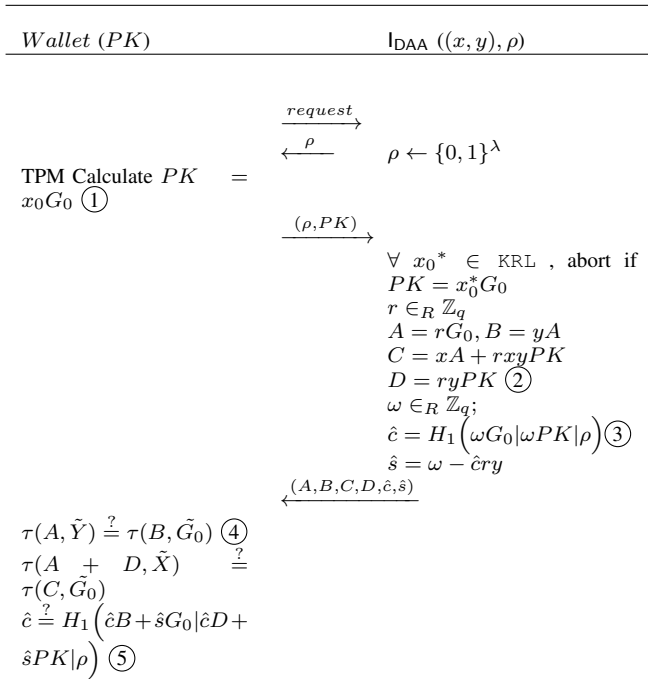 Wallet (PK) I_DAA ((x, y), ρ)
request
ρ ρ ← {0, 1}^λ
TPM Calculate PK =
x_0G_0 ①
(ρ,PK)
∀ x_0^* ∈ KRL , abort if
PK = x_0^*G_0
r ∈_R ℤ_q
A = rG_0, B = yA
C = xA + rxyPK
D = ryPK ②
ω ∈_R ℤ_q;
ĉ = H_1(ωG_0|ωPK|ρ)③
ŝ = ω − ĉry
(A,B,C,D,ĉ,ŝ)
τ(A, Ỹ) ≟ τ(B, G̃_0) ④
τ(A + D, X̃) ≟
τ(C, G̃_0)
ĉ ≟ H_1(ĉB+ŝG_0|ĉD+
ŝPK|ρ) ⑤